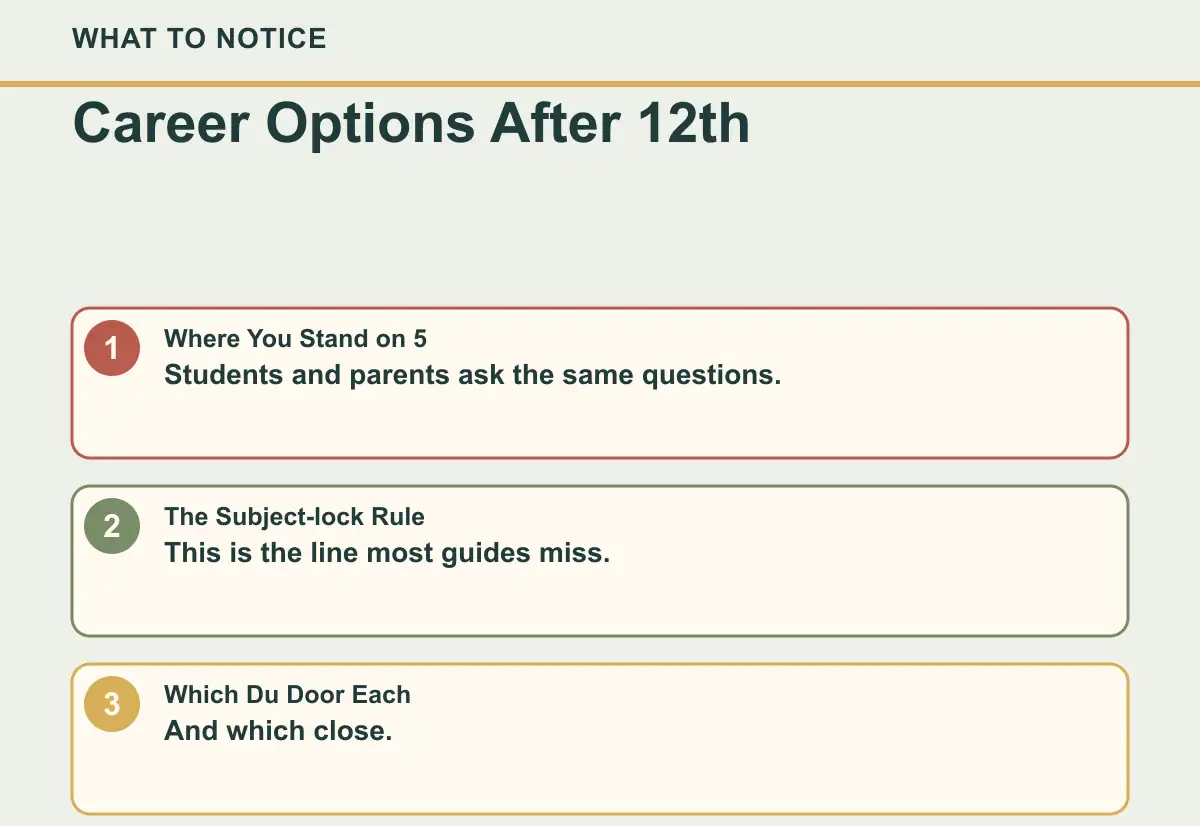 WHAT TO NOTICE
Career Options After 12th
1
Where You Stand on 5
Students and parents ask the same questions.
2
The Subject-lock Rule
This is the line most guides miss.
3
Which Du Door Each
And which close.